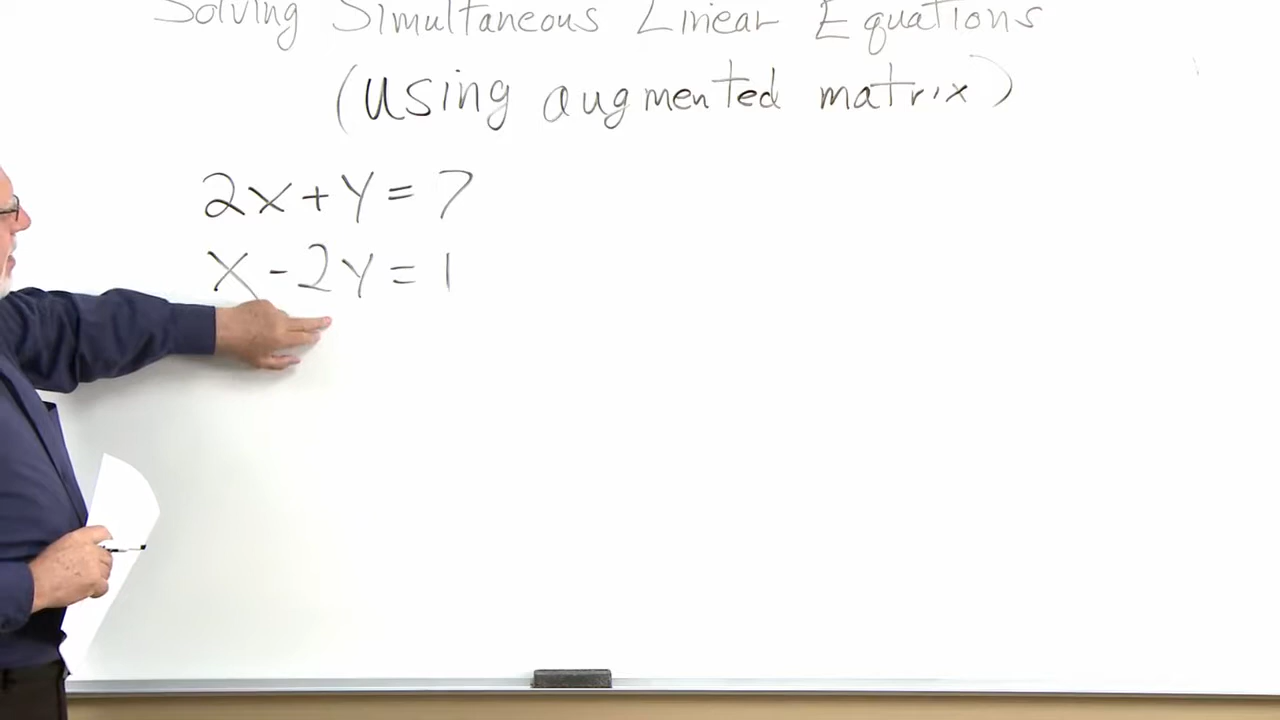 Solving Simultaneous Linear Equations
(Using augmented matrix)
2x+y=7
x-2y=1